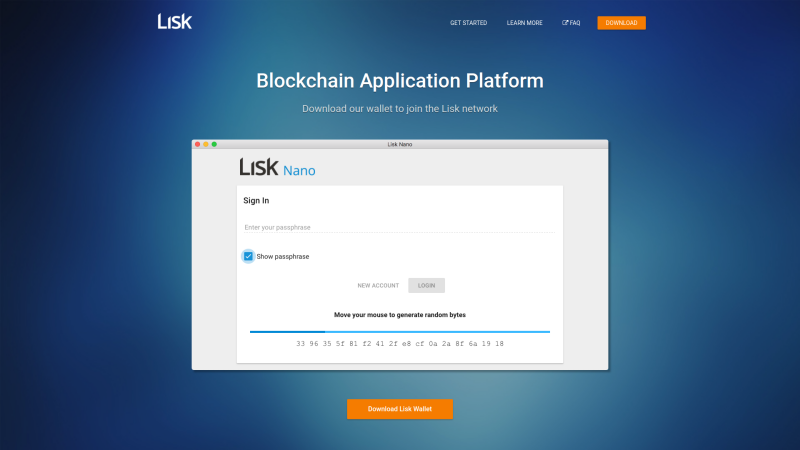 Lisk
GET STARTED LEARN MORE FAQ DOWNLOAD
Blockchain Application Platform
Download our wallet to join the Lisk network
Lisk Nano
Lisk Nano
Sign In
Enter your passphrase
Show passphrase
NEW ACCOUNT LOGIN
Move your mouse to generate random bytes
33 96 35 5f 81 f2 41 2f e8 cf 0a 2a 8f 6a 19 18
Download Lisk Wallet